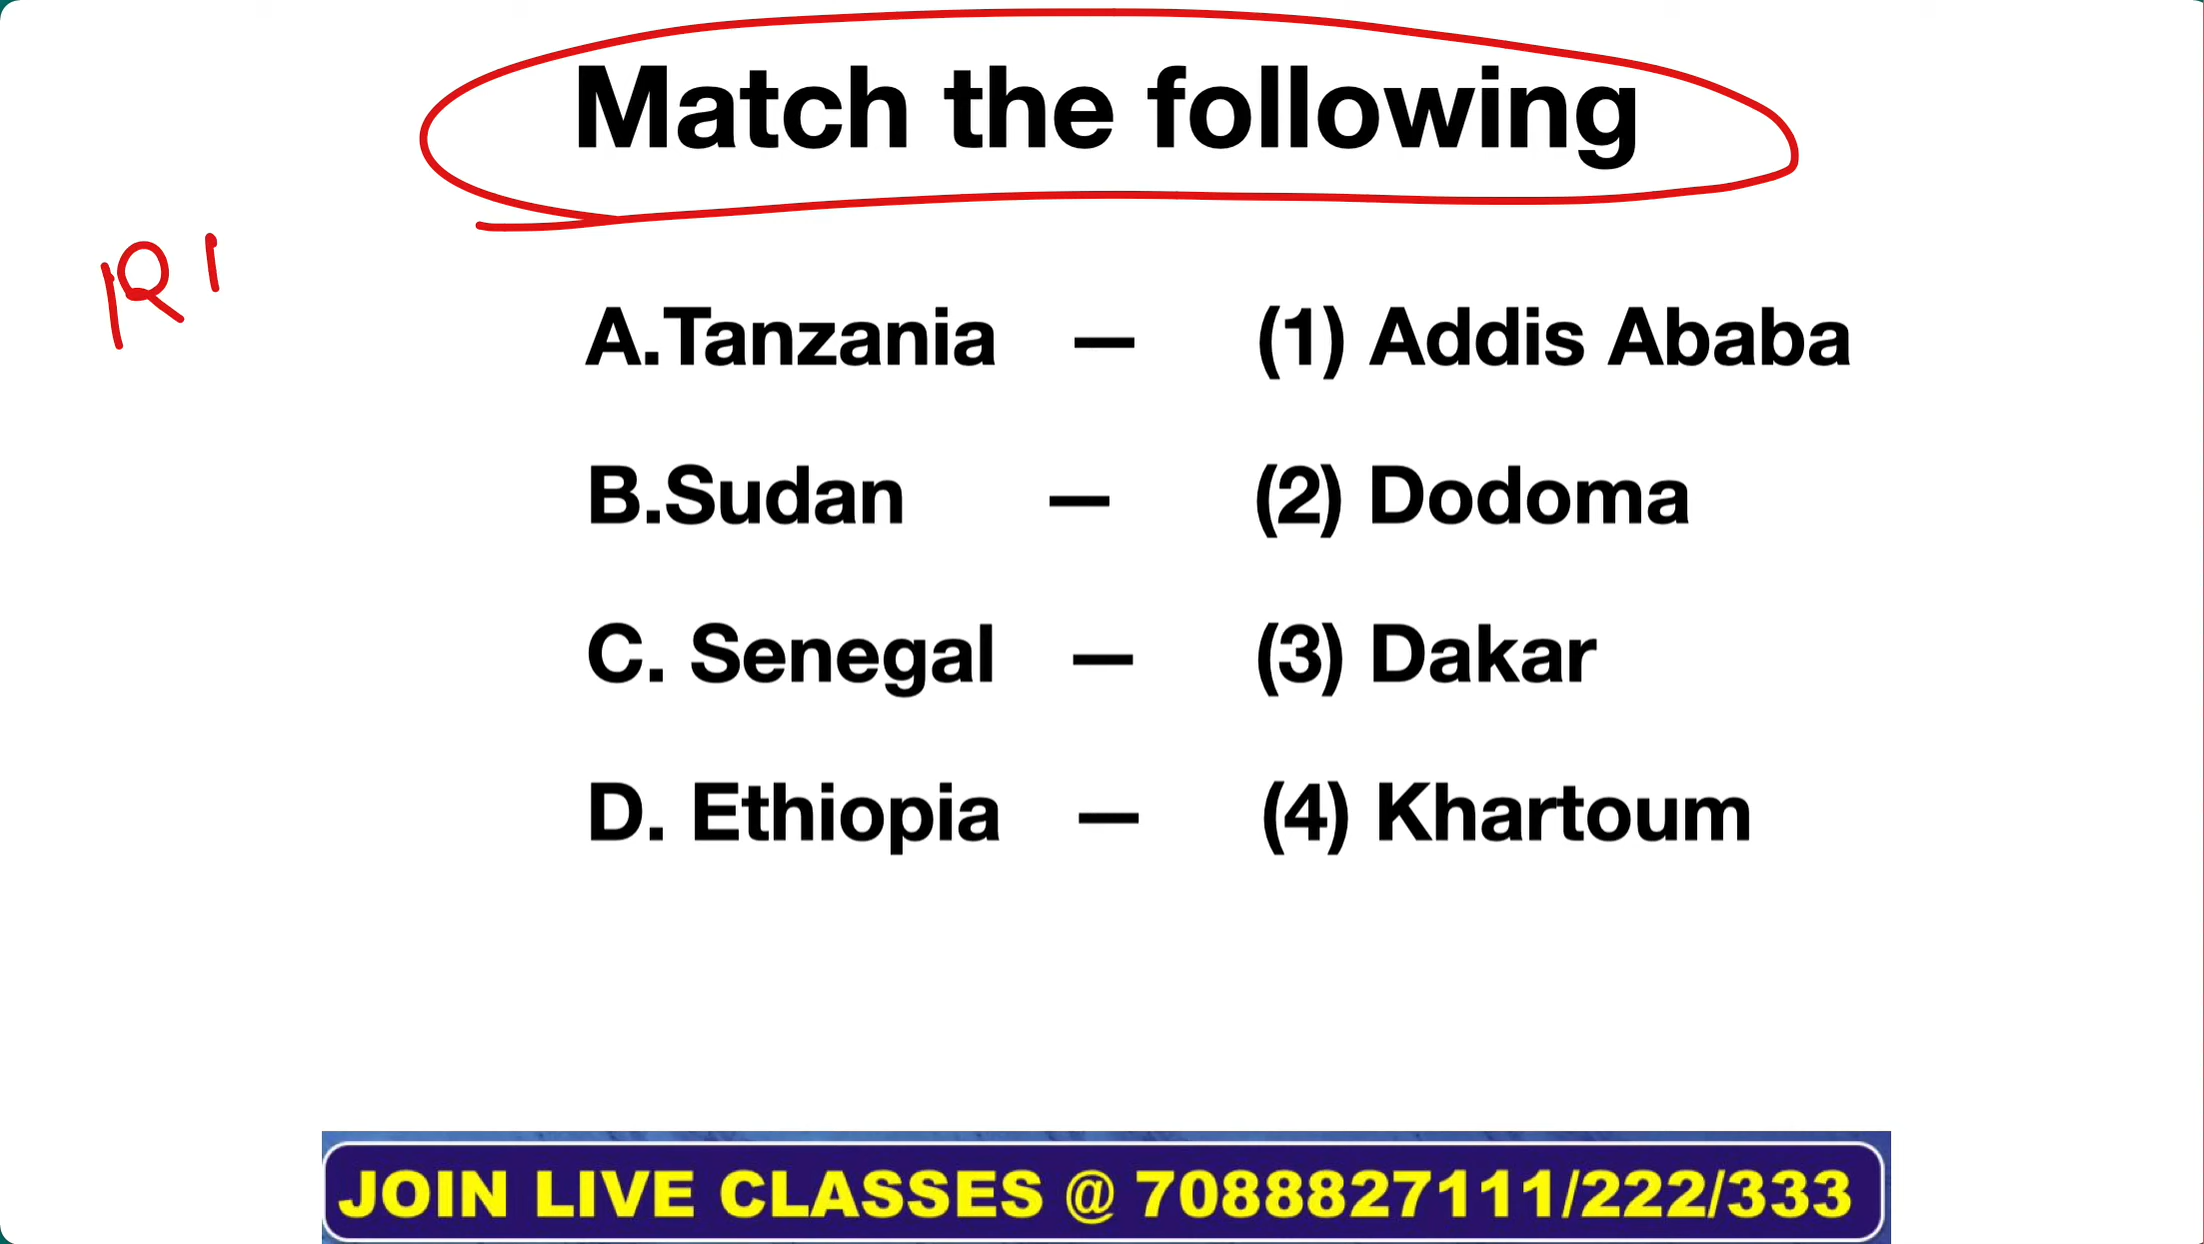 Match the following
R1
A.Tanzania – (1) Addis Ababa
B.Sudan – (2) Dodoma
C. Senegal – (3) Dakar
D. Ethiopia – (4) Khartoum
JOIN LIVE CLASSES @ 7088827111/222/333